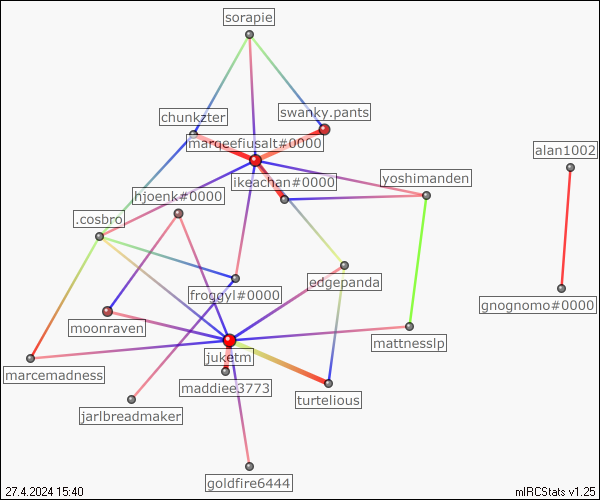 sorapie
chunkzter
swanky.pants
marqeefiusalt#0000
alan1002
ikeachan#0000
yoshimanden
hjoenk#0000
.cosbro
edgepanda
froggyl#0000
gnognomo#0000
moonraven
mattnesslp
juketm
marcemadness
maddiee3773
turtelious
jarlbreadmaker
goldfire6444
27.4.2024 15:40
mIRCStats v1.25